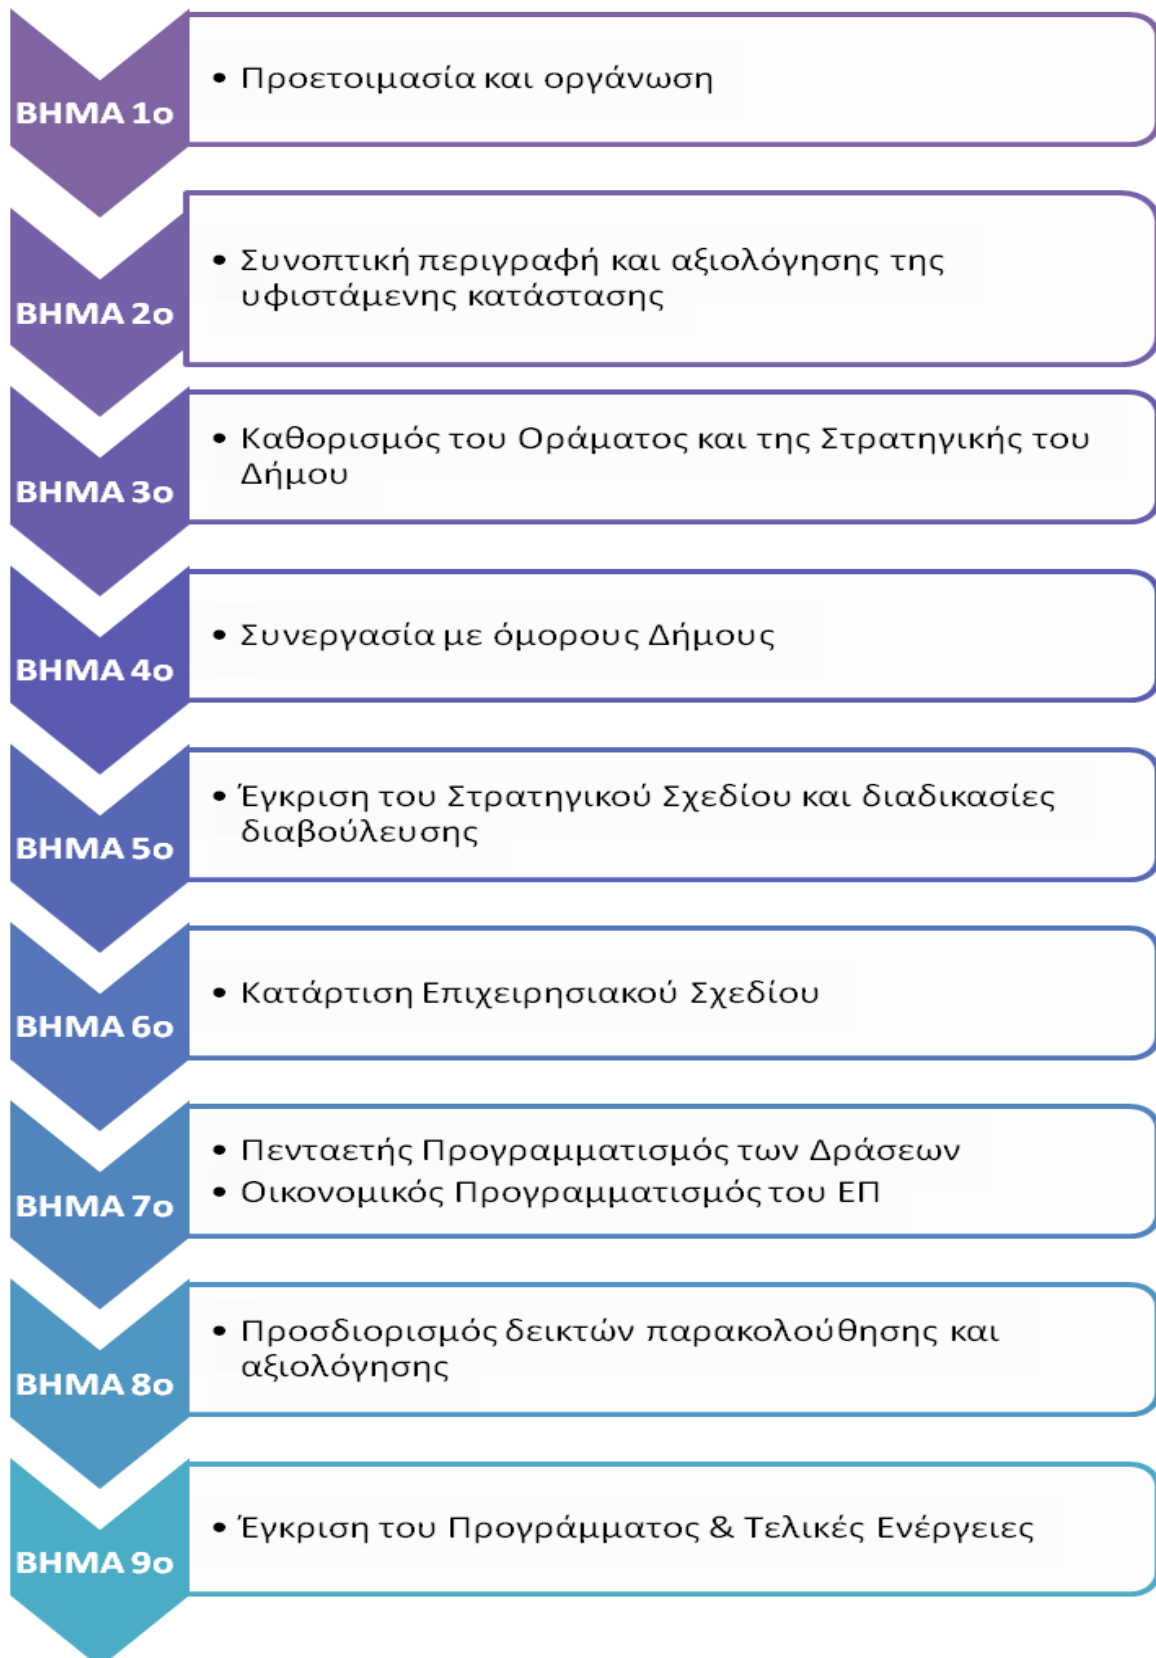 ΒΗΜΑ 1ο
• Προετοιμασία και οργάνωση
ΒΗΜΑ 2ο
• Συνοπτική περιγραφή και αξιολόγησης της
υφιστάμενης κατάστασης
ΒΗΜΑ 3ο
• Καθορισμός του Οράματος και της Στρατηγικής του
Δήμου
ΒΗΜΑ 4ο
• Συνεργασία με όμορους Δήμους
ΒΗΜΑ 5ο
• Έγκριση του Στρατηγικού Σχεδίου και διαδικασίες
διαβούλευσης
ΒΗΜΑ 6ο
• Κατάρτιση Επιχειρησιακού Σχεδίου
ΒΗΜΑ 7ο
• Πενταετής Προγραμματισμός των Δράσεων
• Οικονομικός Προγραμματισμός του ΕΠ
ΒΗΜΑ 8ο
• Προσδιορισμός δεικτών παρακολούθησης και
αξιολόγησης
ΒΗΜΑ 9ο
• Έγκριση του Προγράμματος & Τελικές Ενέργειες